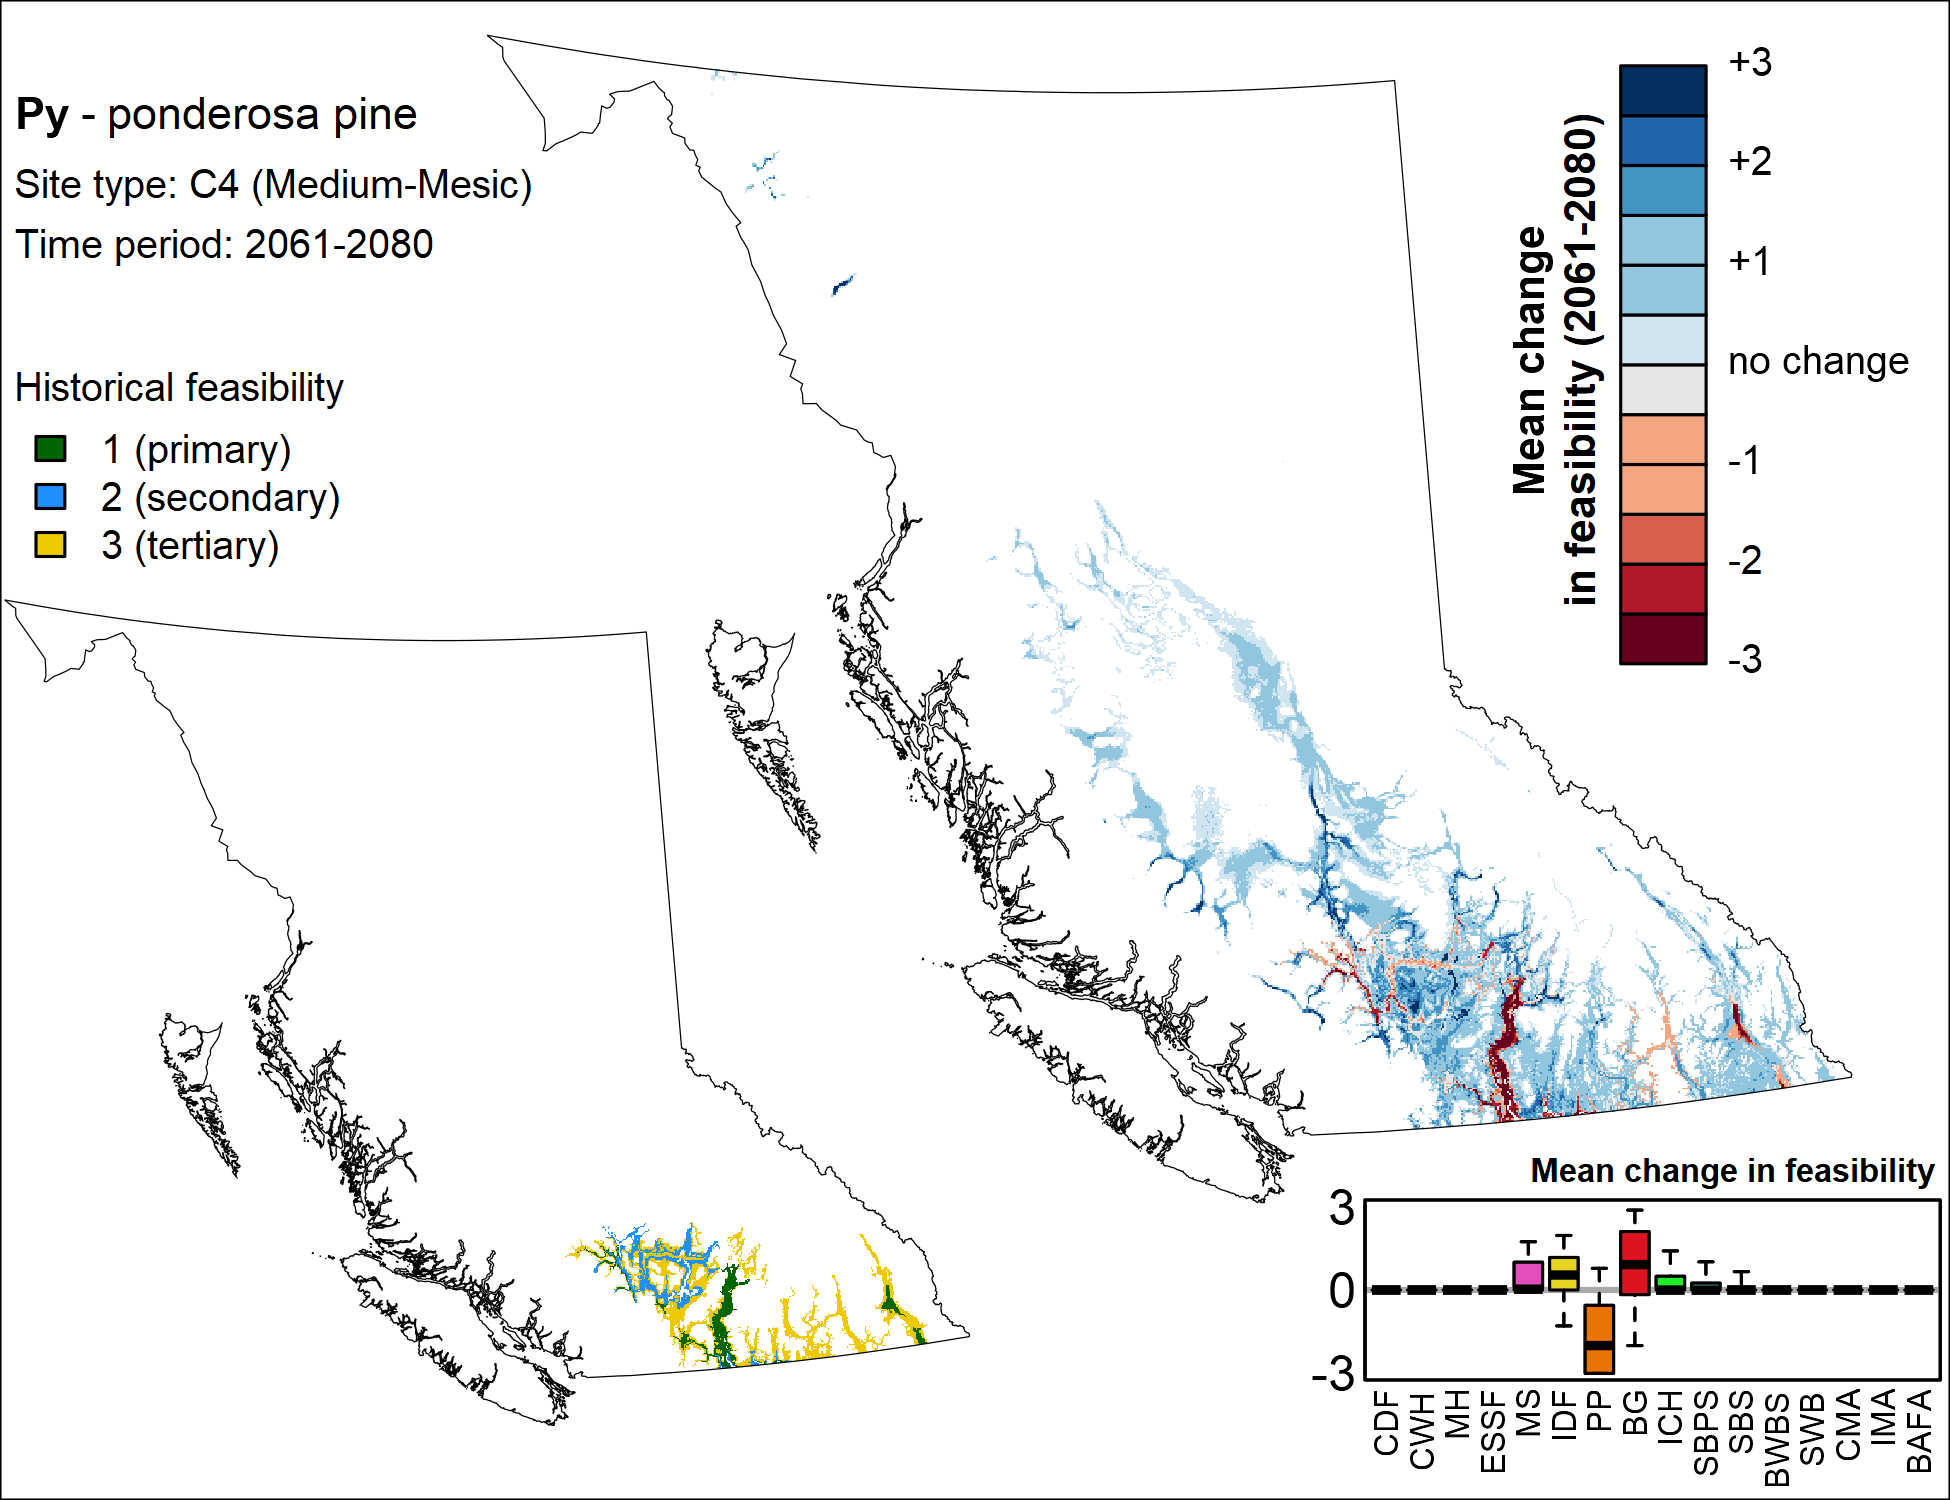 Py - ponderosa pine
Site type: C4 (Medium-Mesic)
Time period: 2061-2080
Historical feasibility
1 (primary)
2 (secondary)
3 (tertiary)
Mean change
in feasibility (2061-2080)
+3
+2
+1
no change
-1
-2
-3
Mean change in feasibility
3
0
-3
CDF
CWH
MH
ESSF
MS
IDF
PP
BG
ICH
SBPS
SBS
BWBS
SWB
CMA
IMA
BAFA